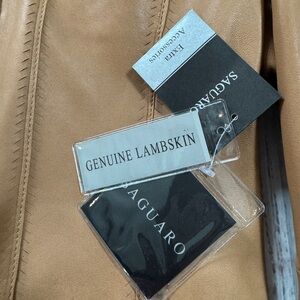 Extra
Accessories
SAGUARO
GENUINE LAMBSKIN
SAGUARO